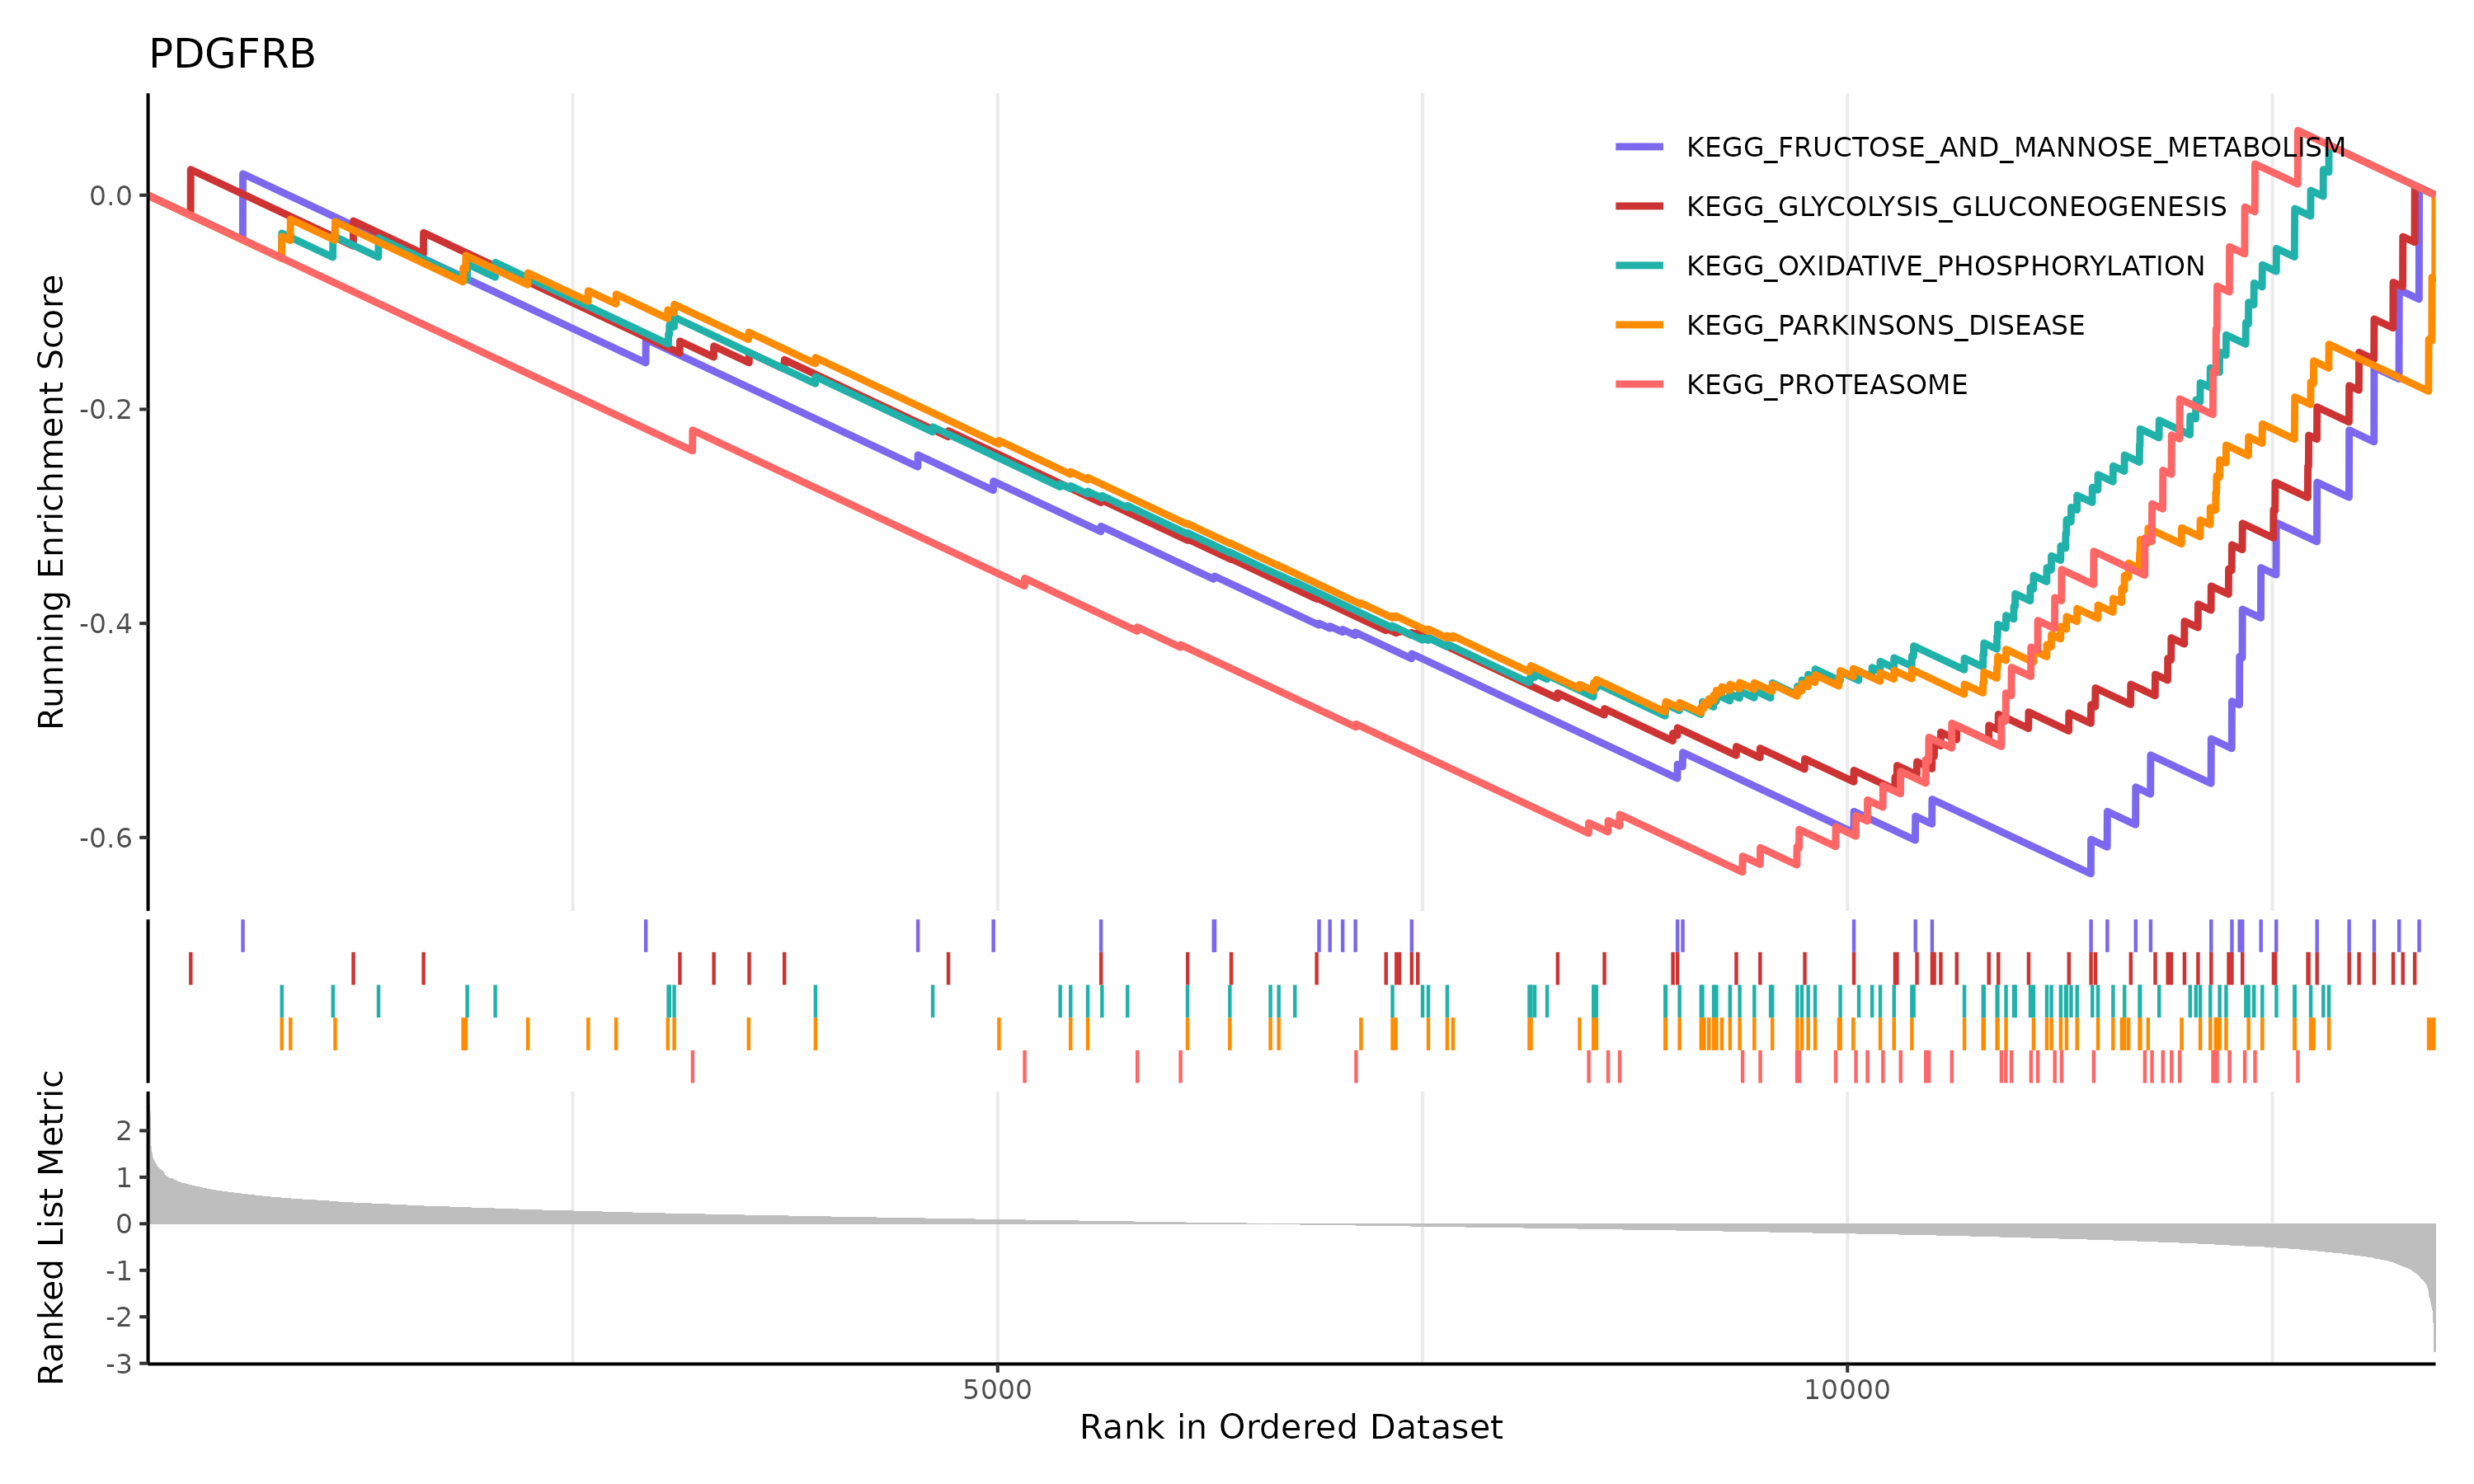 PDGFRB
Running Enrichment Score
0.0
-0.2
-0.4
-0.6
KEGG_FRUCTOSE_AND_MANNOSE_METABOLISM
KEGG_GLYCOLYSIS_GLUCONEOGENESIS
KEGG_OXIDATIVE_PHOSPHORYLATION
KEGG_PARKINSONS_DISEASE
KEGG_PROTEASOME
Ranked List Metric
2
1
0
-1
-2
-3
5000 10000
Rank in Ordered Dataset